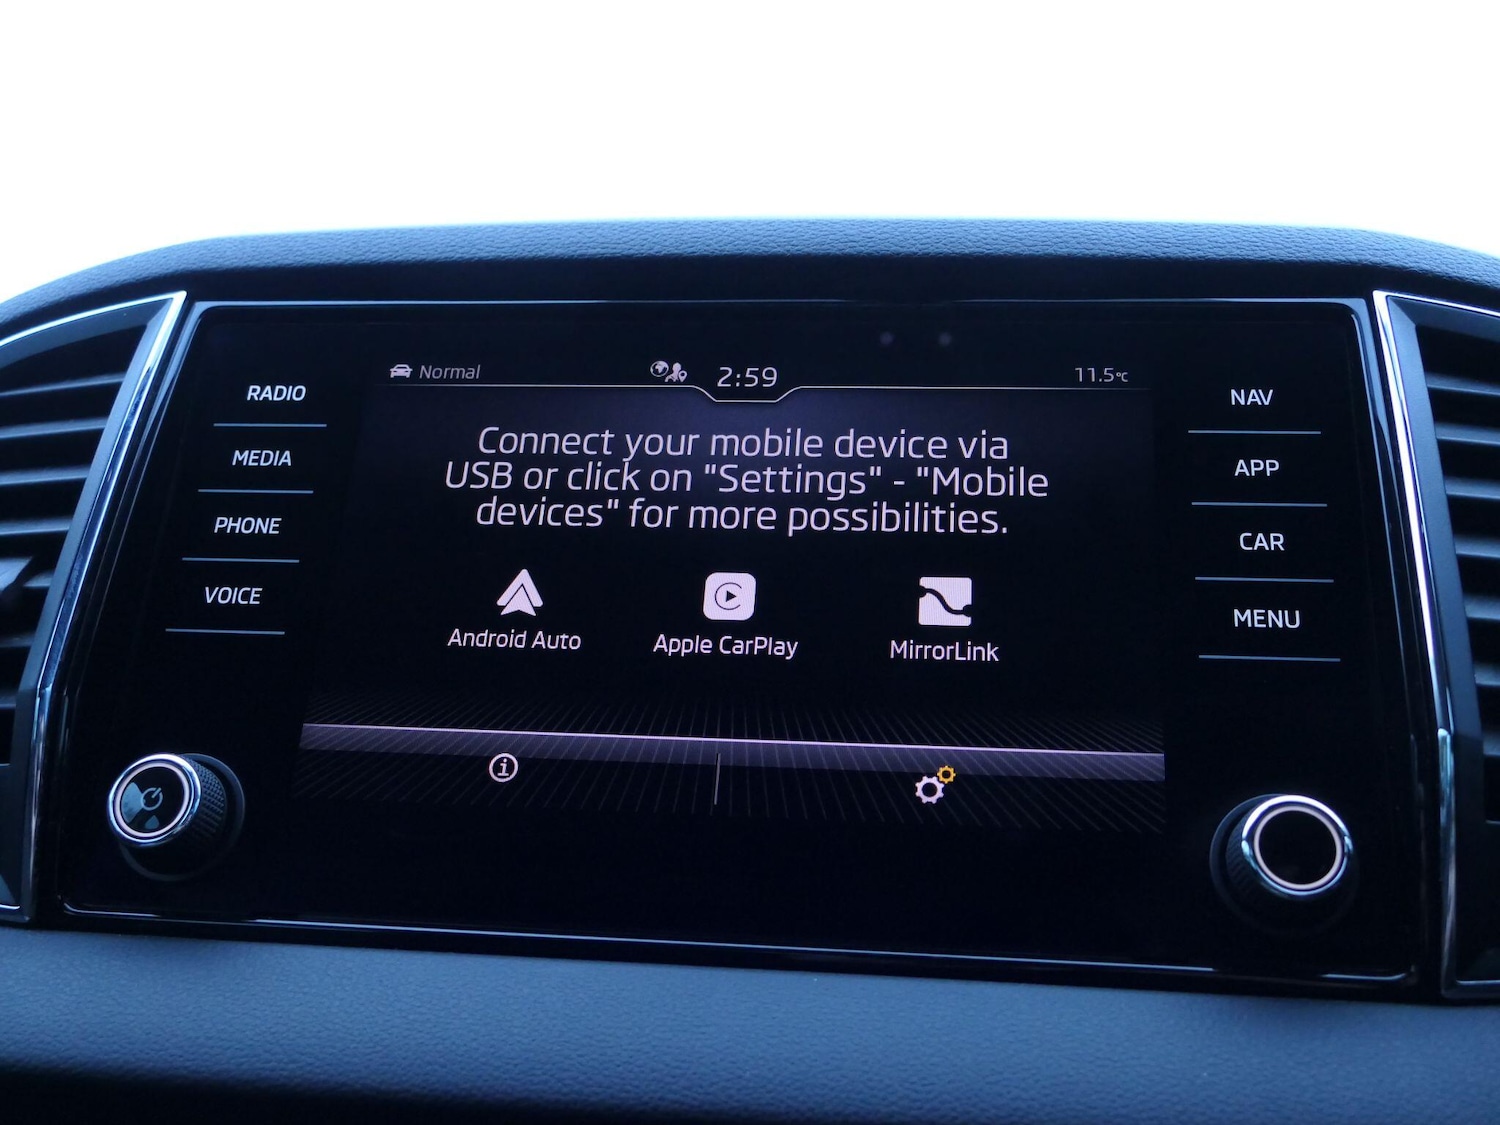 Normal
2:59
11.5°C
RADIO
MEDIA
PHONE
VOICE
Connect your mobile device via
USB or click on "Settings" - "Mobile
devices" for more possibilities.
Android Auto
Apple CarPlay
MirrorLink
NAV
APP
CAR
MENU